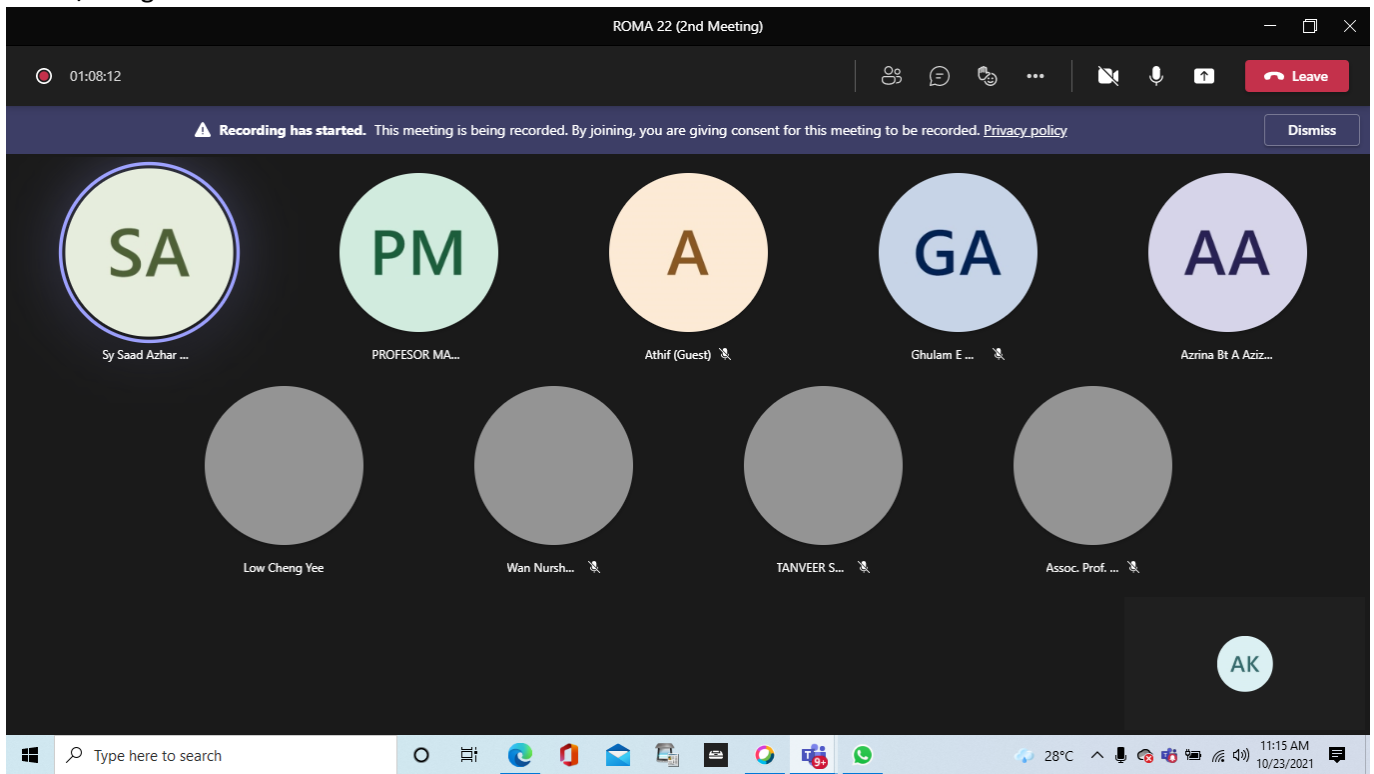 ROMA 22 (2nd Meeting)
01:08:12
Leave
Recording has started. This meeting is being recorded. By joining, you are giving consent for this meeting to be recorded. Privacy policy
Dismiss
SA PM A GA AA
Sy Saad Azhar ... PROFESOR MA... Athif (Guest) Ghulam E ... Azrina Bt A Aziz...
Low Cheng Yee Wan Nursh... TANVEER S... Assoc. Prof. ...
AK
Type here to search
9+
28°C
11:15 AM
10/23/2021